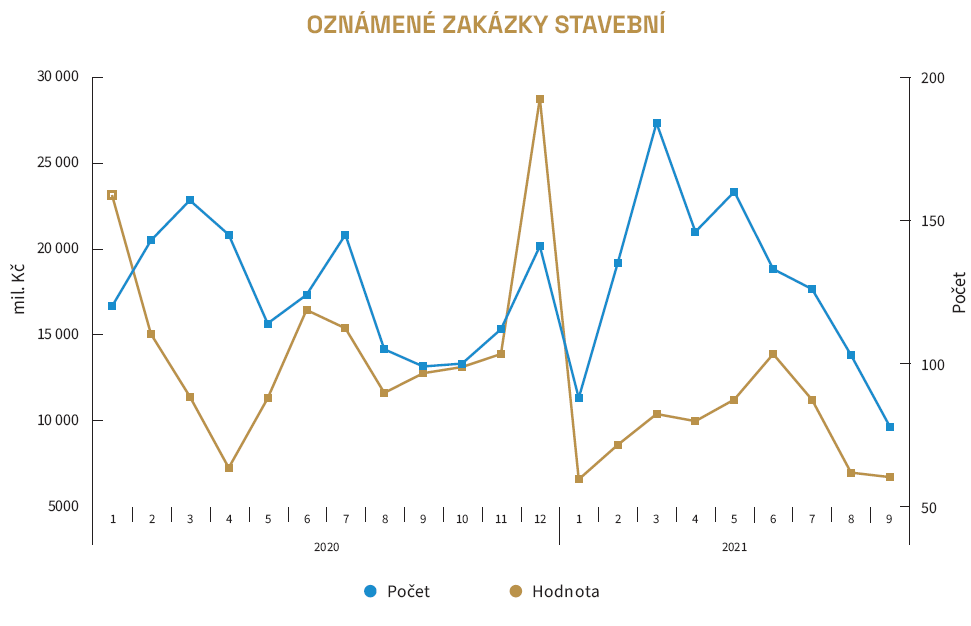 OZNÁMENÉ ZAKÁZKY STAVEBNÍ
30 000
25 000
20 000
15 000
10 000
5000
mil. Kč
200
150
100
50
Počet
1 2 3 4 5 6 7 8 9 10 11 12 1 2 3 4 5 6 7 8 9
2020 2021
Počet Hodnota